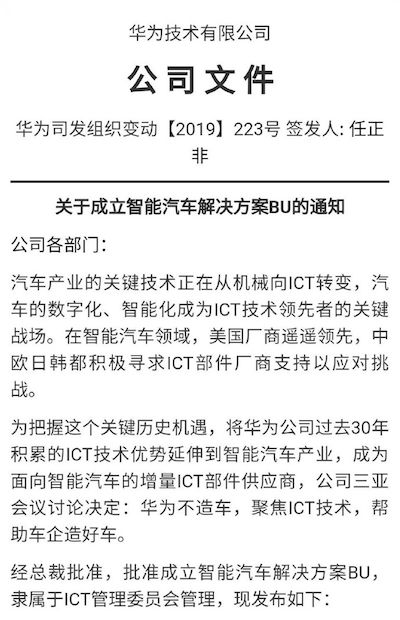 华为技术有限公司
公司文件
华为司发组织变动【2019】223号 签发人: 任正
非
关于成立智能汽车解决方案BU的通知
公司各部门：
汽车产业的关键技术正在从机械向ICT转变，汽
车的数字化、智能化成为ICT技术领先者的关键
战场。在智能汽车领域，美国厂商遥遥领先，中
欧日韩都积极寻求ICT部件厂商支持以应对挑
战。
为把握这个关键历史机遇，将华为公司过去30年
积累的ICT技术优势延伸到智能汽车产业，成为
面向智能汽车的增量ICT部件供应商，公司三亚
会议讨论决定：华为不造车，聚焦ICT技术，帮
助车企造好车。
经总裁批准，批准成立智能汽车解决方案BU，
隶属于ICT管理委员会管理，现发布如下：